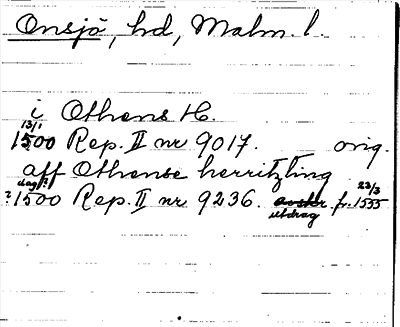 Onsjö, hd, Malm. l.
i Othens H.
13/1
1500 Rep. II nr 9017. orig.
aff Othense herritzting
dag?
?1500 Rep. II nr 9236. avskr. fr. 23/3 1555
utdrag